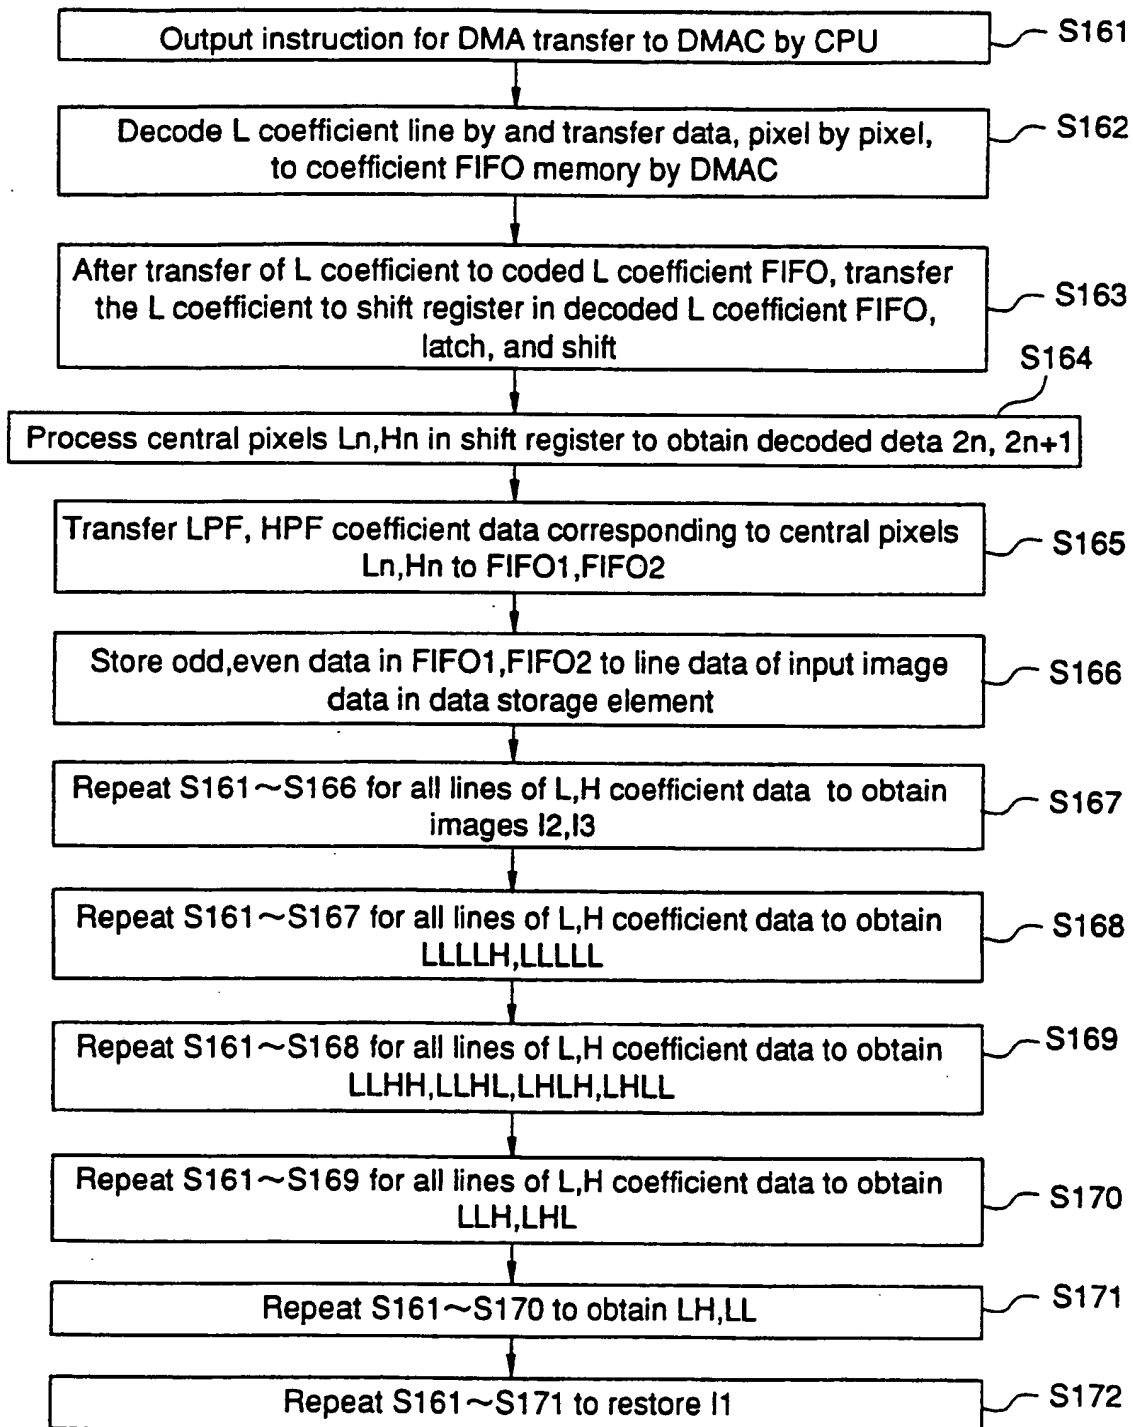 Output instruction for DMA transfer to DMAC by CPU
S161
Decode L coefficient line by and transfer data, pixel by pixel,
to coefficient FIFO memory by DMAC
S162
After transfer of L coefficient to coded L coefficient FIFO, transfer
the L coefficient to shift register in decoded L coefficient FIFO,
latch, and shift
S163
S164
Process central pixels Ln,Hn in shift register to obtain decoded deta 2n, 2n+1
Transfer LPF, HPF coefficient data corresponding to central pixels
Ln,Hn to FIFO1,FIFO2
S165
Store odd,even data in FIFO1,FIFO2 to line data of input image
data in data storage element
S166
Repeat S161~S166 for all lines of L,H coefficient data to obtain
images I2,I3
S167
Repeat S161~S167 for all lines of L,H coefficient data to obtain
LLLLH,LLLLL
S168
Repeat S161~S168 for all lines of L,H coefficient data to obtain
LLHH,LLHL,LHLH,LHLL
S169
Repeat S161~S169 for all lines of L,H coefficient data to obtain
LLH,LHL
S170
Repeat S161~S170 to obtain LH,LL
S171
Repeat S161~S171 to restore I1
S172